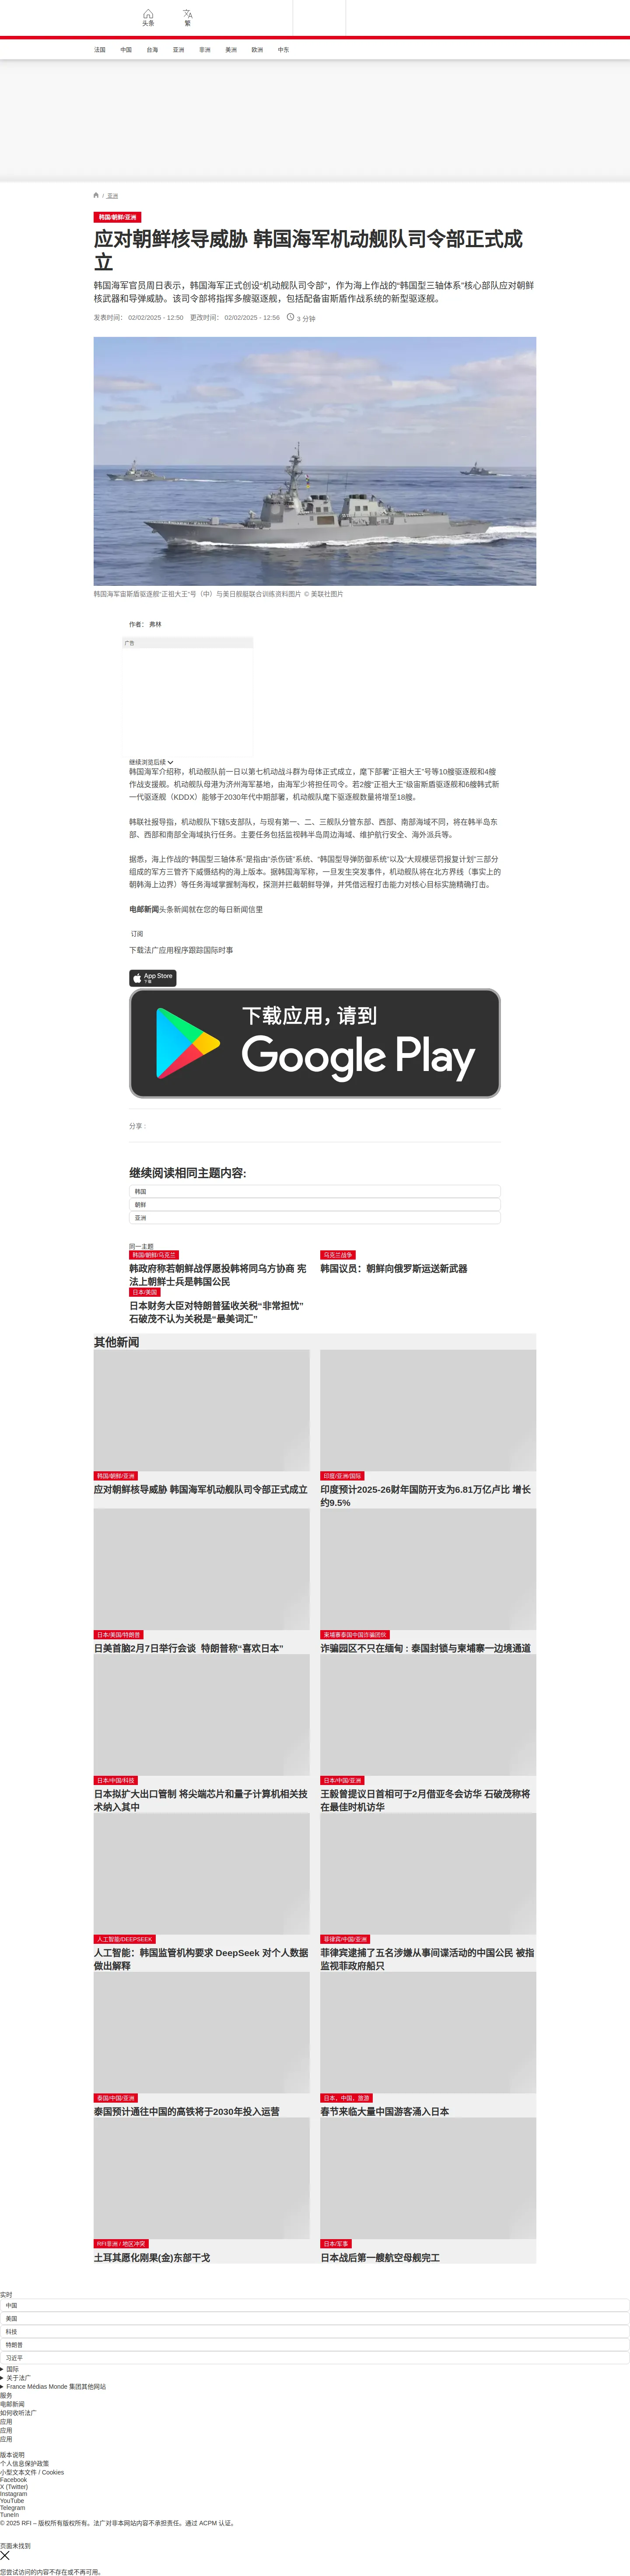 头条
繁
法国
中国
台海
亚洲
非洲
美洲
欧洲
中东
/ 亚洲
韩国/朝鲜/亚洲
应对朝鲜核导威胁 韩国海军机动舰队司令部正式成
立
韩国海军官员周日表示，韩国海军正式创设“机动舰队司令部”，作为海上作战的“韩国型三轴体系”核心部队应对朝鲜
核武器和导弹威胁。该司令部将指挥多艘驱逐舰，包括配备宙斯盾作战系统的新型驱逐舰。
发表时间： 02/02/2025 - 12:50 更改时间： 02/02/2025 - 12:56 3 分钟
韩国海军宙斯盾驱逐舰“正祖大王”号（中）与美日舰艇联合训练资料图片 © 美联社图片
作者： 弗林
广告
继续浏览后续
韩国海军介绍称，机动舰队前一日以第七机动战斗群为母体正式成立，麾下部署“正祖大王”号等10艘驱逐舰和4艘
作战支援舰。机动舰队母港为济州海军基地，由海军少将担任司令。若2艘“正祖大王”级宙斯盾驱逐舰和6艘韩式新
一代驱逐舰（KDDX）能够于2030年代中期部署，机动舰队麾下驱逐舰数量将增至18艘。
韩联社报导指，机动舰队下辖5支部队，与现有第一、二、三舰队分管东部、西部、南部海域不同，将在韩半岛东
部、西部和南部全海域执行任务。主要任务包括监视韩半岛周边海域、维护航行安全、海外派兵等。
据悉，海上作战的“韩国型三轴体系”是指由“杀伤链”系统、“韩国型导弹防御系统”以及“大规模惩罚报复计划”三部分
组成的军方三管齐下威慑结构的海上版本。据韩国海军称，一旦发生突发事件，机动舰队将在北方界线（事实上的
朝韩海上边界）等任务海域掌握制海权，探测并拦截朝鲜导弹，并凭借远程打击能力对核心目标实施精确打击。
电邮新闻头条新闻就在您的每日新闻信里
订阅
下载法广应用程序跟踪国际时事
App Store
下载
下载应用，请到
Google Play
分享 :
继续阅读相同主题内容:
韩国
朝鲜
亚洲
同一主题
韩国/朝鲜/乌克兰
韩政府称若朝鲜战俘愿投韩将同乌方协商 宪
法上朝鲜士兵是韩国公民
乌克兰战争
韩国议员：朝鲜向俄罗斯运送新武器
日本/美国
日本财务大臣对特朗普猛收关税“非常担忧”
石破茂不认为关税是“最美词汇”
其他新闻
韩国/朝鲜/亚洲
应对朝鲜核导威胁 韩国海军机动舰队司令部正式成立
印度/亚洲/国际
印度预计2025-26财年国防开支为6.81万亿卢比 增长
约9.5%
日本/美国/特朗普
日美首脑2月7日举行会谈 特朗普称“喜欢日本”
柬埔寨泰国中国诈骗团伙
诈骗园区不只在缅甸 : 泰国封锁与柬埔寨一边境通道
日本/中国/科技
日本拟扩大出口管制 将尖端芯片和量子计算机相关技
术纳入其中
日本/中国/亚洲
王毅曾提议日首相可于2月借亚冬会访华 石破茂称将
在最佳时机访华
人工智能/DEEPSEEK
人工智能：韩国监管机构要求 DeepSeek 对个人数据
做出解释
菲律宾/中国/亚洲
菲律宾逮捕了五名涉嫌从事间谍活动的中国公民 被指
监视菲政府船只
泰国/中国/亚洲
泰国预计通往中国的高铁将于2030年投入运营
日本，中国，旅游
春节来临大量中国游客涌入日本
RFI非洲 / 地区冲突
土耳其愿化刚果(金)东部干戈
日本/军事
日本战后第一艘航空母舰完工
实时
中国
美国
科技
特朗普
习近平
国际
关于法广
France Médias Monde 集团其他网站
服务
电邮新闻
如何收听法广
应用
应用
应用
版本说明
个人信息保护政策
小型文本文件 / Cookies
Facebook
X (Twitter)
Instagram
YouTube
Telegram
TuneIn
© 2025 RFI – 版权所有版权所有。法广对非本网站内容不承担责任。通过 ACPM 认证。
页面未找到
您尝试访问的内容不存在或不再可用。